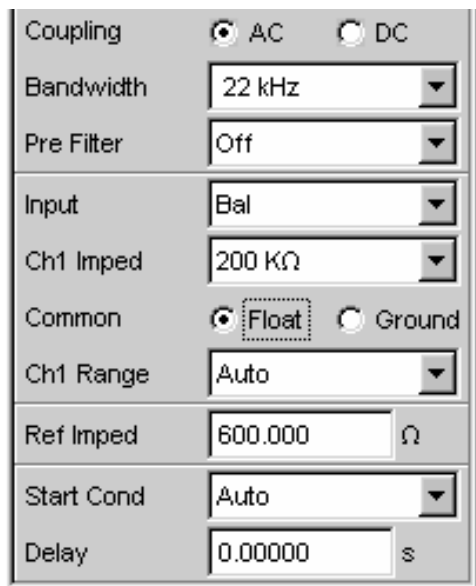 Coupling AC DC
Bandwidth 22 kHz
Pre Filter Off
Input Bal
Ch1 Imped 200 KΩ
Common Float Ground
Ch1 Range Auto
Ref Imped 600.000 Ω
Start Cond Auto
Delay 0.00000 s